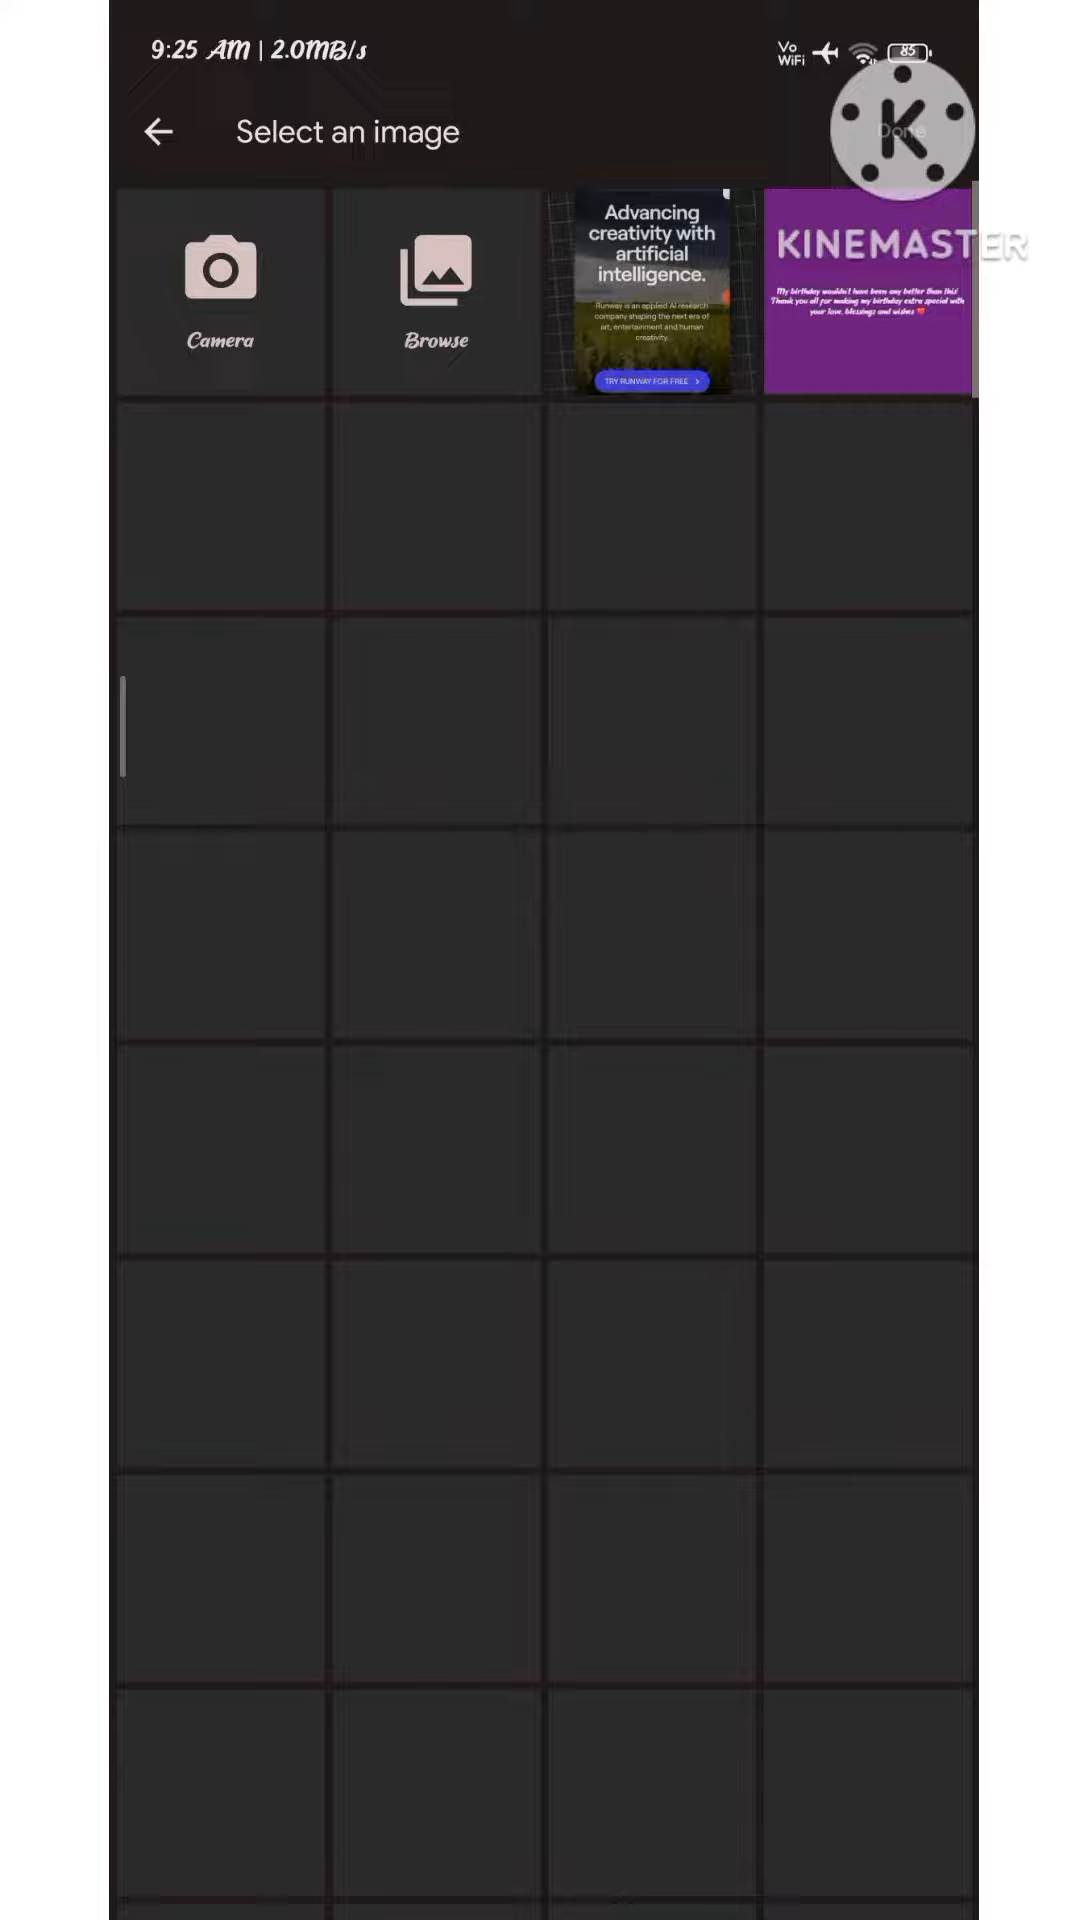 9:25 AM | 2.0MB/s
Vo
WiFi
85
Select an image
Done
K
KINEMASTER
Camera
Browse
Advancing
creativity with
artificial
intelligence.
Runway is an applied AI research
company shaping the next era of
art, entertainment and human
creativity.
TRY RUNWAY FOR FREE >
My birthday wouldn't have been any better than this!
Thank you all for making my birthday extra special with
your love, blessings and wishes ❤